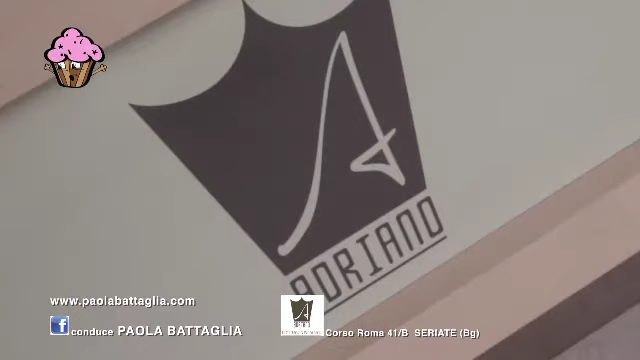 A
ADRIANO
www.paolabattaglia.com
f conduce PAOLA BATTAGLIA
A
Corso Roma 41/B SERIATE (Bg)